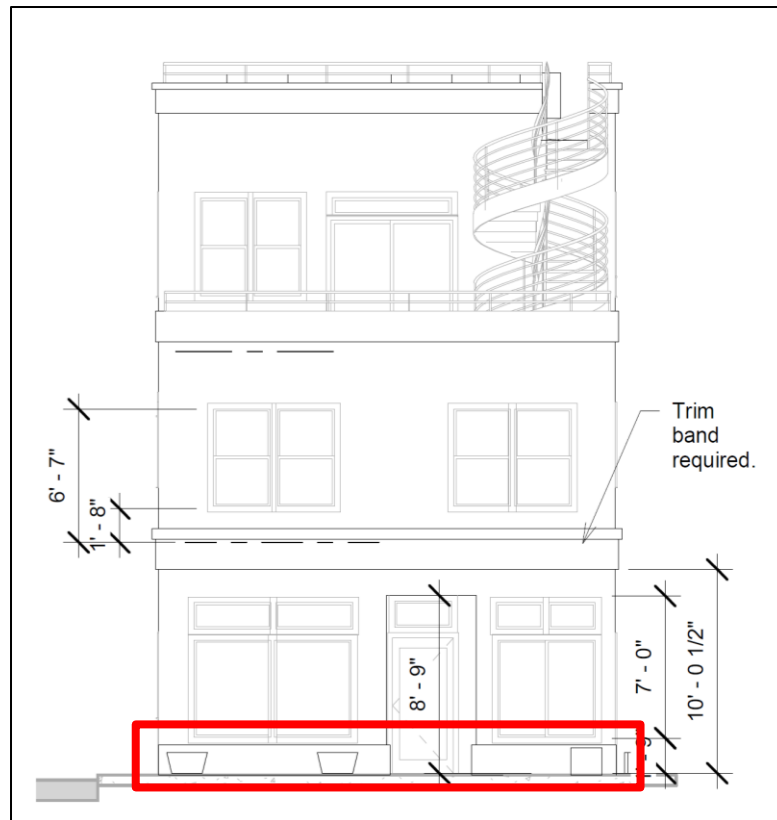 Trim
band
required.
6' - 7"
1' - 8"
8' - 9"
7' - 0"
10' - 0 1/2"